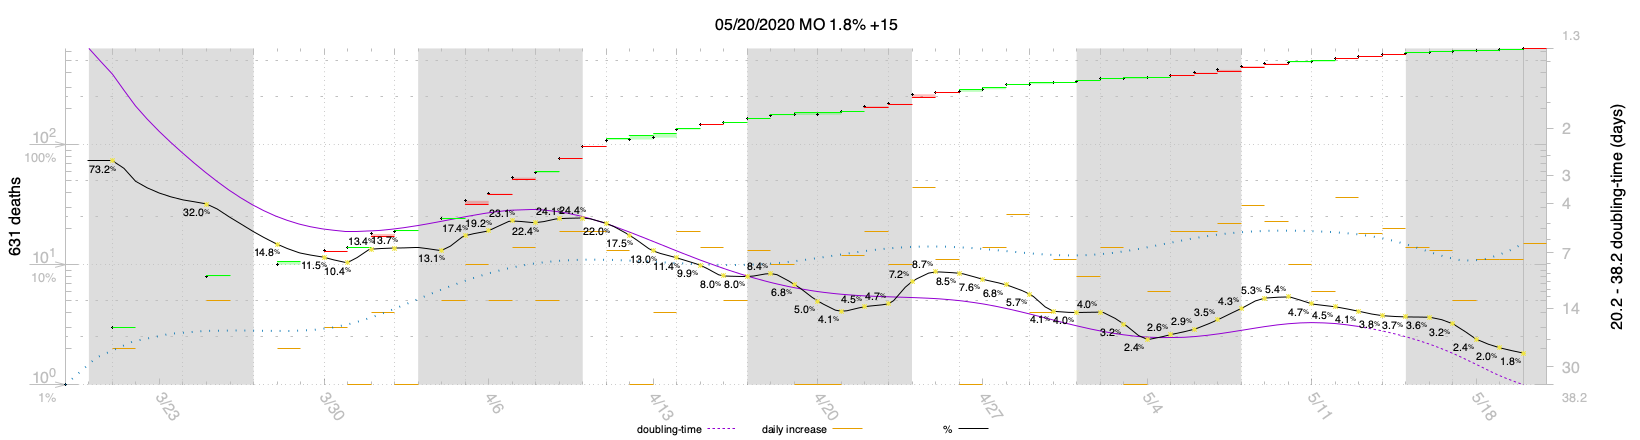 05/20/2020 MO 1.8% +15
1.3
10² 2
100%
73.2% 3
32.0% 4
631 deaths
20.2 - 38.2 doubling-time (days)
14.8% 11.5% 10.4% 13.4% 13.7% 13.1% 17.4% 19.2% 23.1% 22.4% 24.1% 24.4% 22.0% 17.5% 13.0% 11.4% 9.9% 8.0% 8.0% 8.4% 6.8% 5.0% 4.1% 4.5% 4.7% 7.2% 8.7% 8.5% 7.6% 6.8% 5.7% 4.1% 4.0% 4.0% 3.2% 2.4% 2.6% 2.9% 3.5% 4.3% 5.3% 5.4% 4.7% 4.5% 4.1% 3.8% 3.7% 3.6% 3.2% 2.4% 2.0% 1.8%
10¹ 7
10%
14
30
10⁰
1% 38.2
3/23 3/30 4/6 4/13 4/20 4/27 5/4 5/11 5/18
doubling-time daily increase %